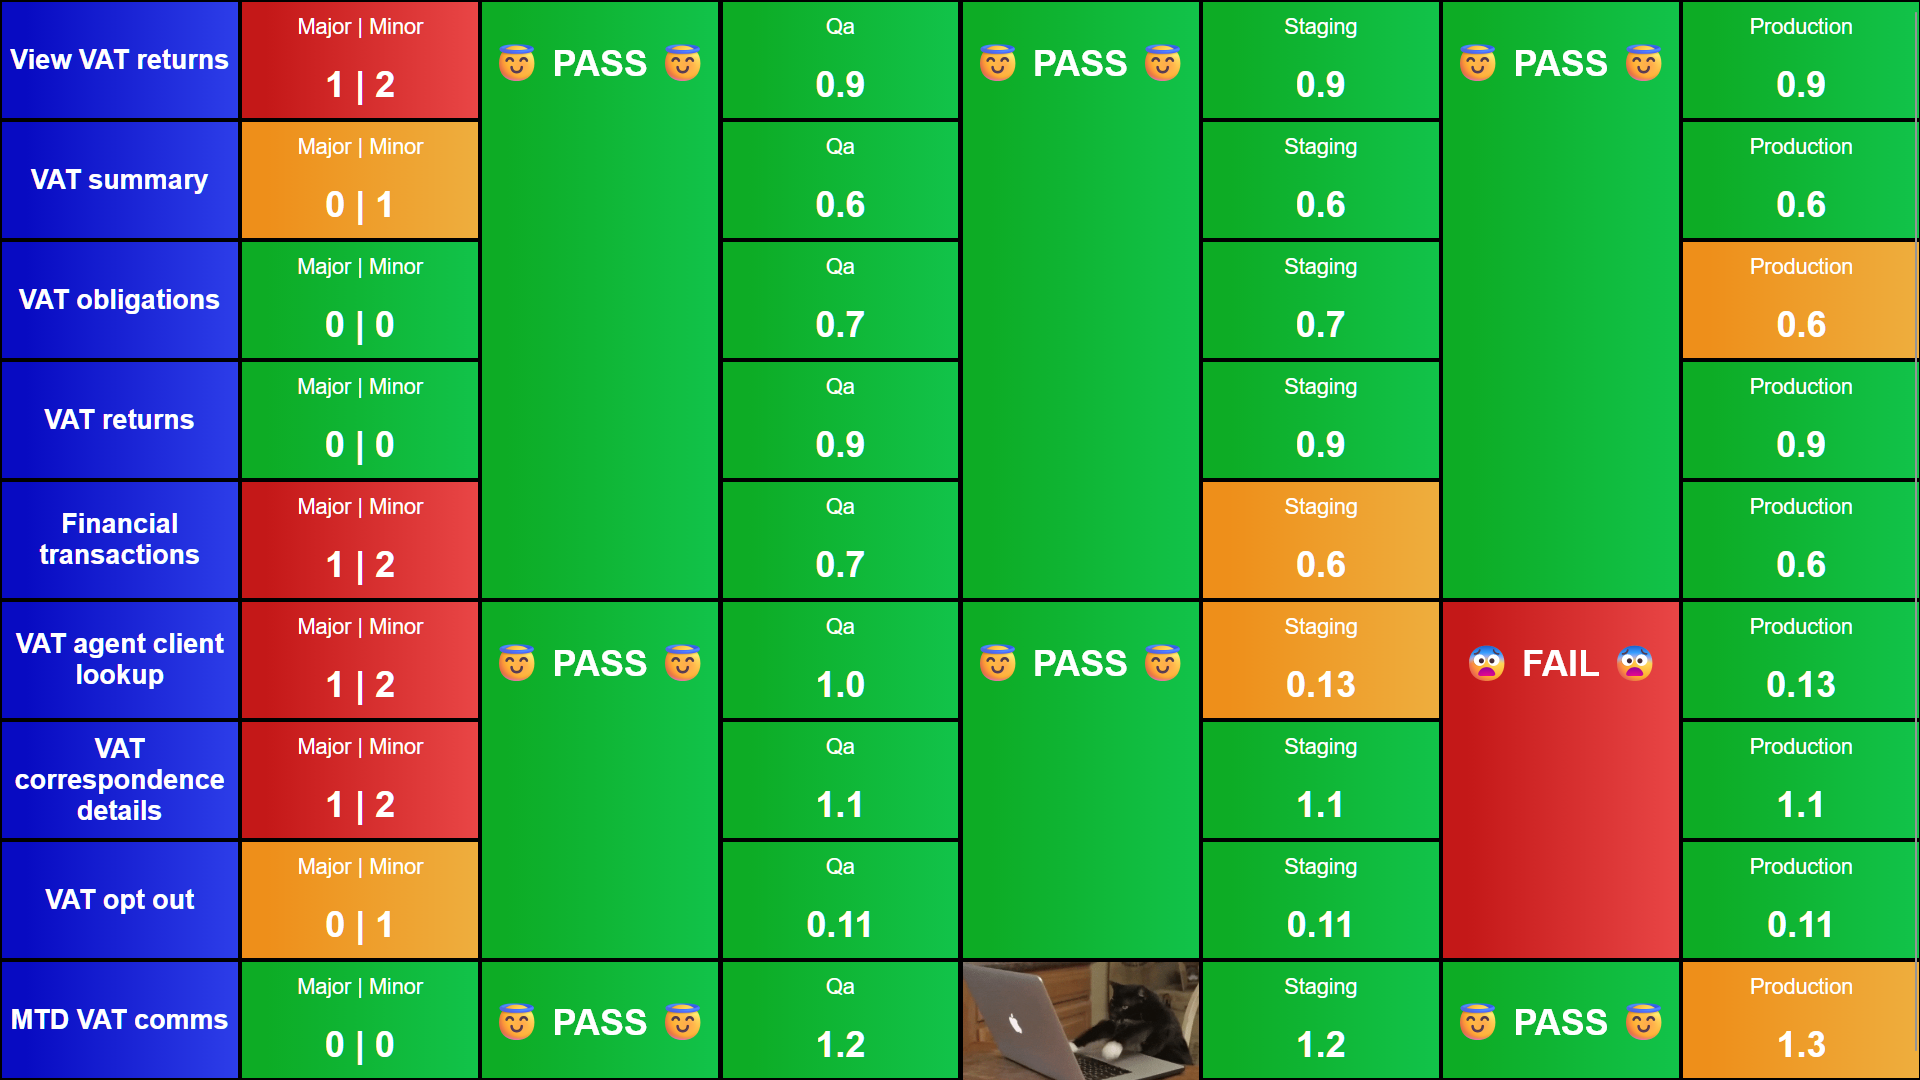 View VAT returns
Major | Minor
1 | 2
PASS
Qa
0.9
PASS
Staging
0.9
PASS
Production
0.9
VAT summary
Major | Minor
0 | 1
Qa
0.6
Staging
0.6
Production
0.6
VAT obligations
Major | Minor
0 | 0
Qa
0.7
Staging
0.7
Production
0.6
VAT returns
Major | Minor
0 | 0
Qa
0.9
Staging
0.9
Production
0.9
Financial
transactions
Major | Minor
1 | 2
Qa
0.7
Staging
0.6
Production
0.6
VAT agent client
lookup
Major | Minor
1 | 2
PASS
Qa
1.0
PASS
Staging
0.13
FAIL
Production
0.13
VAT
correspondence
details
Major | Minor
1 | 2
Qa
1.1
Staging
1.1
Production
1.1
VAT opt out
Major | Minor
0 | 1
Qa
0.11
Staging
0.11
Production
0.11
MTD VAT comms
Major | Minor
0 | 0
PASS
Qa
1.2
Staging
1.2
PASS
Production
1.3